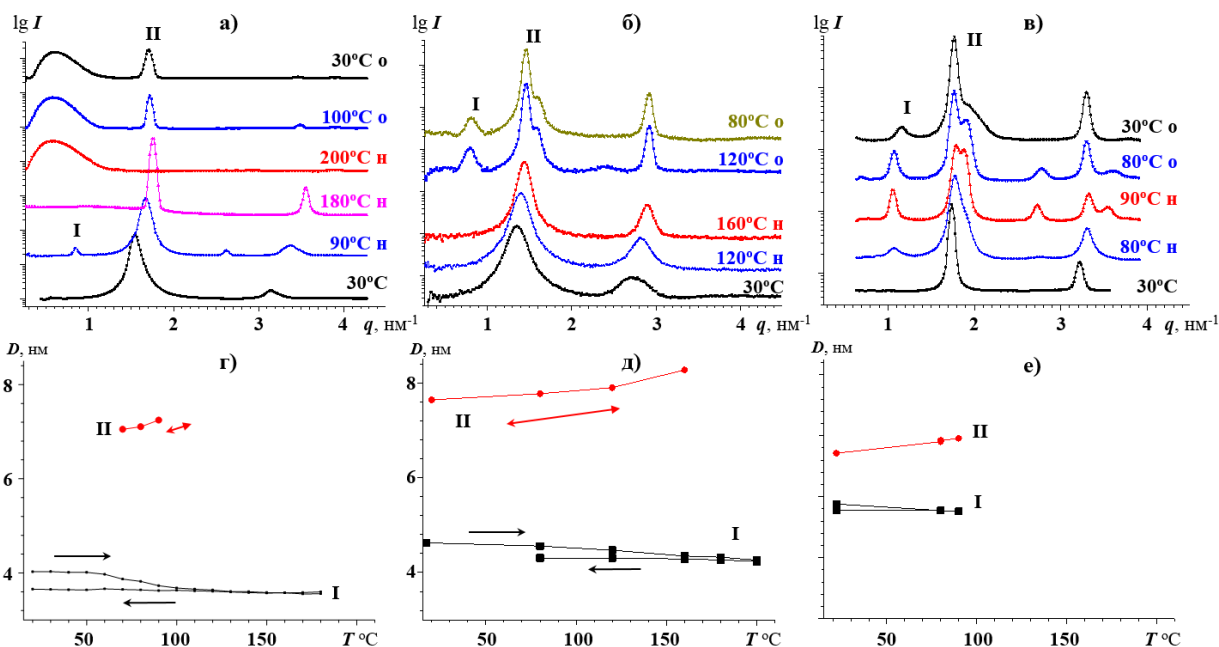 lg I
а)
II
30°C о
100°C о
200°C н
180°C н
I
90°C н
30°C
1
2
3
4
q, нм-1
lg I
б)
II
I
80°C о
120°C о
160°C н
120°C н
30°C
1
2
3
4
q, нм-1
lg I
в)
II
I
30°C о
80°C о
90°C н
80°C н
30°C
1
2
3
4
q, нм-1
D, нм
г)
8
II
6
4
I
50
100
150
T °C
D, нм
д)
8
II
6
I
4
50
100
150
T °C
D, нм
е)
II
I
50
100
150
T °C